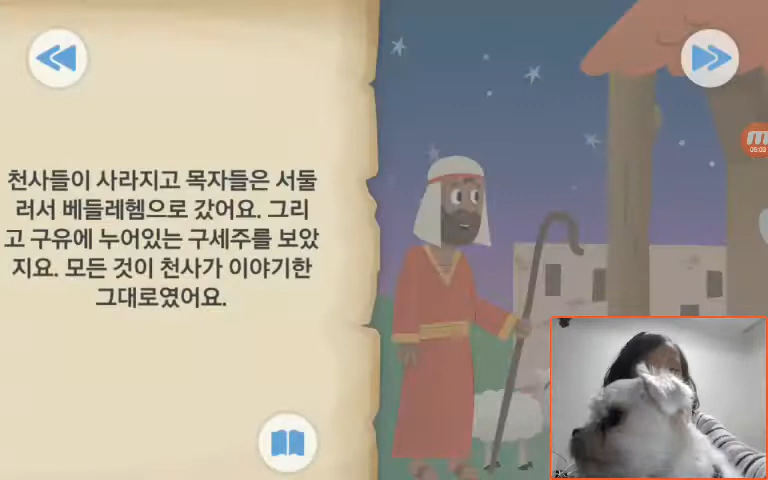 천사들이 사라지고 목자들은 서둘
러서 베들레헴으로 갔어요. 그리
고 구유에 누어있는 구세주를 보았
지요. 모든 것이 천사가 이야기한
그대로였어요.
05:03